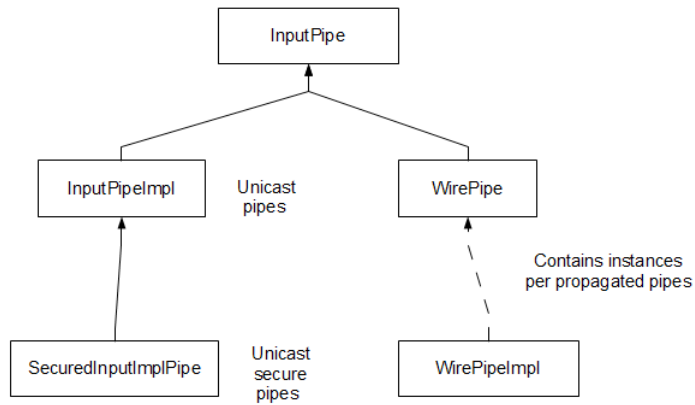 InputPipe
InputPipeImpl
Unicast
pipes
WirePipe
Contains instances
per propagated pipes
SecuredInputImplPipe
Unicast
secure
pipes
WirePipeImpl